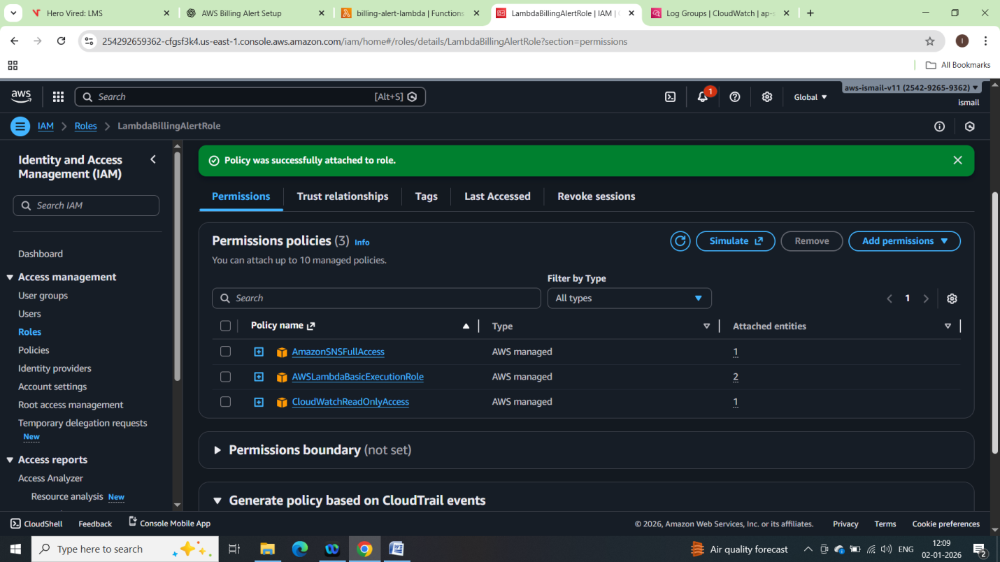 Hero Vired: LMS
AWS Billing Alert Setup
billing-alert-lambda | Functions
LambdaBillingAlertRole | IAM |
Log Groups | CloudWatch | ap-s
254292659362-cfgsf3k4.us-east-1.console.aws.amazon.com/iam/home#/roles/details/LambdaBillingAlertRole?section=permissions
I
All Bookmarks
aws
Search
[Alt+S]
1
Global
aws-ismail-v11 (2542-9265-9362)
ismail
IAM
Roles
LambdaBillingAlertRole
Identity and Access
Management (IAM)
Search IAM
Dashboard
Access management
User groups
Users
Roles
Policies
Identity providers
Account settings
Root access management
Temporary delegation requests
New
Access reports
Access Analyzer
Resource analysis New
Policy was successfully attached to role.
Permissions
Trust relationships
Tags
Last Accessed
Revoke sessions
Permissions policies (3) Info
You can attach up to 10 managed policies.
Simulate
Remove
Add permissions
Filter by Type
Search
All types
1
Policy name
Type
Attached entities
AmazonSNSFullAccess AWS managed 1
AWSLambdaBasicExecutionRole AWS managed 2
CloudWatchReadOnlyAccess AWS managed 1
Permissions boundary (not set)
Generate policy based on CloudTrail events
CloudShell
Feedback
Console Mobile App
© 2026, Amazon Web Services, Inc. or its affiliates.
Privacy
Terms
Cookie preferences
Type here to search
Air quality forecast
ENG
12:09
02-01-2026
2